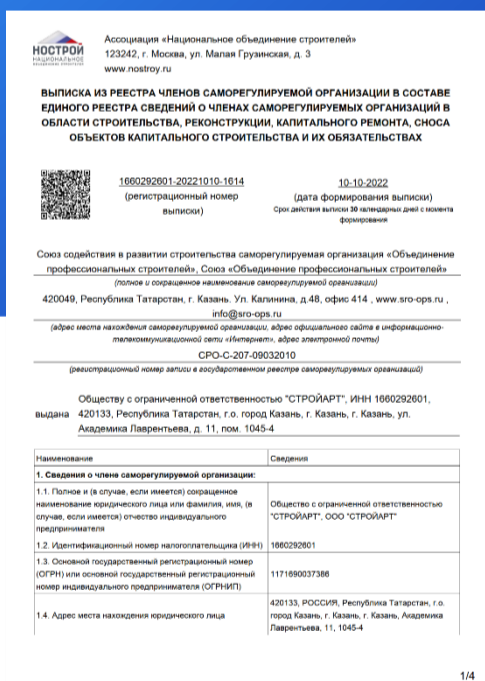 НОСТРОЙ
НАЦИОНАЛЬНОЕ
ОБЪЕДИНЕНИЕ СТРОИТЕЛЕЙ
Ассоциация «Национальное объединение строителей»
123242, г. Москва, ул. Малая Грузинская, д. 3
www.nostroy.ru
ВЫПИСКА ИЗ РЕЕСТРА ЧЛЕНОВ САМОРЕГУЛИРУЕМОЙ ОРГАНИЗАЦИИ В СОСТАВЕ
ЕДИНОГО РЕЕСТРА СВЕДЕНИЙ О ЧЛЕНАХ САМОРЕГУЛИРУЕМЫХ ОРГАНИЗАЦИЙ В
ОБЛАСТИ СТРОИТЕЛЬСТВА, РЕКОНСТРУКЦИИ, КАПИТАЛЬНОГО РЕМОНТА, СНОСА
ОБЪЕКТОВ КАПИТАЛЬНОГО СТРОИТЕЛЬСТВА И ИХ ОБЯЗАТЕЛЬСТВАХ
1660292601-20221010-1614
(регистрационный номер
выписки)
10-10-2022
(дата формирования выписки)
Срок действия выписки 30 календарных дней с момента
формирования
Союз содействия в развитии строительства саморегулируемая организация «Объединение
профессиональных строителей», Союз «Объединение профессиональных строителей»
(полное и сокращенное наименование саморегулируемой организации)
420049, Республика Татарстан, г. Казань. Ул. Калинина, д.48, офис 414 , www.sro-ops.ru ,
info@sro-ops.ru
(адрес места нахождения саморегулируемой организации, адрес официального сайта в информационно-
телекоммуникационной сети «Интернет», адрес электронной почты)
СРО-С-207-09032010
(регистрационный номер записи в государственном реестре саморегулируемых организаций)
выдана
Обществу с ограниченной ответственностью "СТРОЙАРТ", ИНН 1660292601,
420133, Республика Татарстан, г.о. город Казань, г. Казань, г. Казань, ул.
Академика Лаврентьева, д. 11, пом. 1045-4
Наименование
Сведения
1. Сведения о члене саморегулируемой организации:
1.1. Полное и (в случае, если имеется) сокращенное
наименование юридического лица или фамилия, имя, (в
случае, если имеется) отчество индивидуального
предпринимателя
Общество с ограниченной ответственностью
"СТРОЙАРТ", ООО "СТРОЙАРТ"
1.2. Идентификационный номер налогоплательщика (ИНН)
1660292601
1.3. Основной государственный регистрационный номер
(ОГРН) или основной государственный регистрационный
номер индивидуального предпринимателя (ОГРНИП)
1171690037386
1.4. Адрес места нахождения юридического лица
420133, РОССИЯ, Республика Татарстан, г.о.
город Казань, г. Казань, г. Казань, Академика
Лаврентьева, 11, 1045-4
1/4